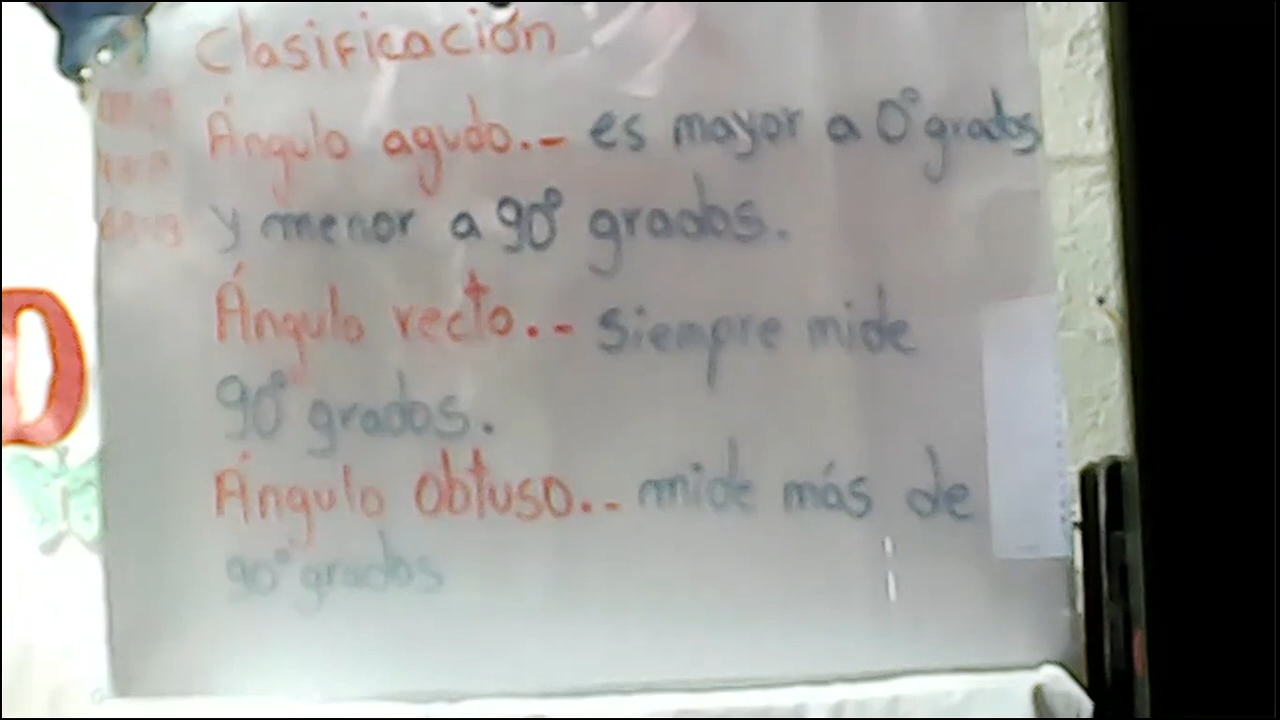 Clasificación
Ángulo agudo.- es mayor a 0° grados
y menor a 90° grados.
Ángulo recto.- siempre mide
90° grados.
Ángulo obtuso.- mide más de
90° grados